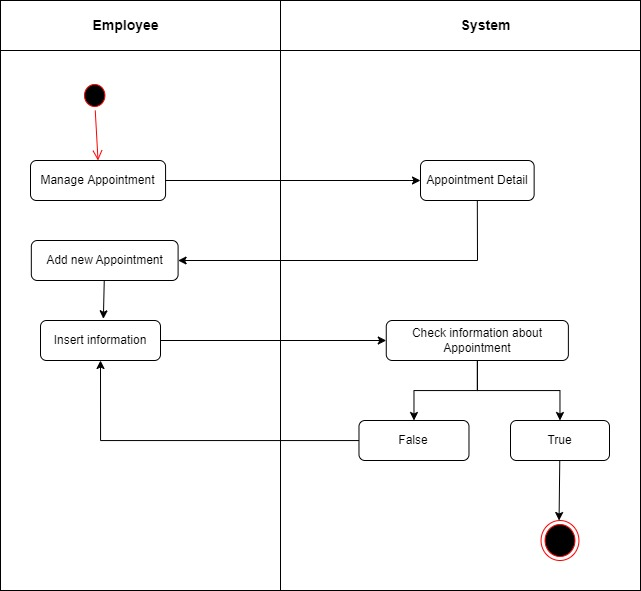 Employee
System
Manage Appointment
Appointment Detail
Add new Appointment
Insert information
Check information about
Appointment
False
True